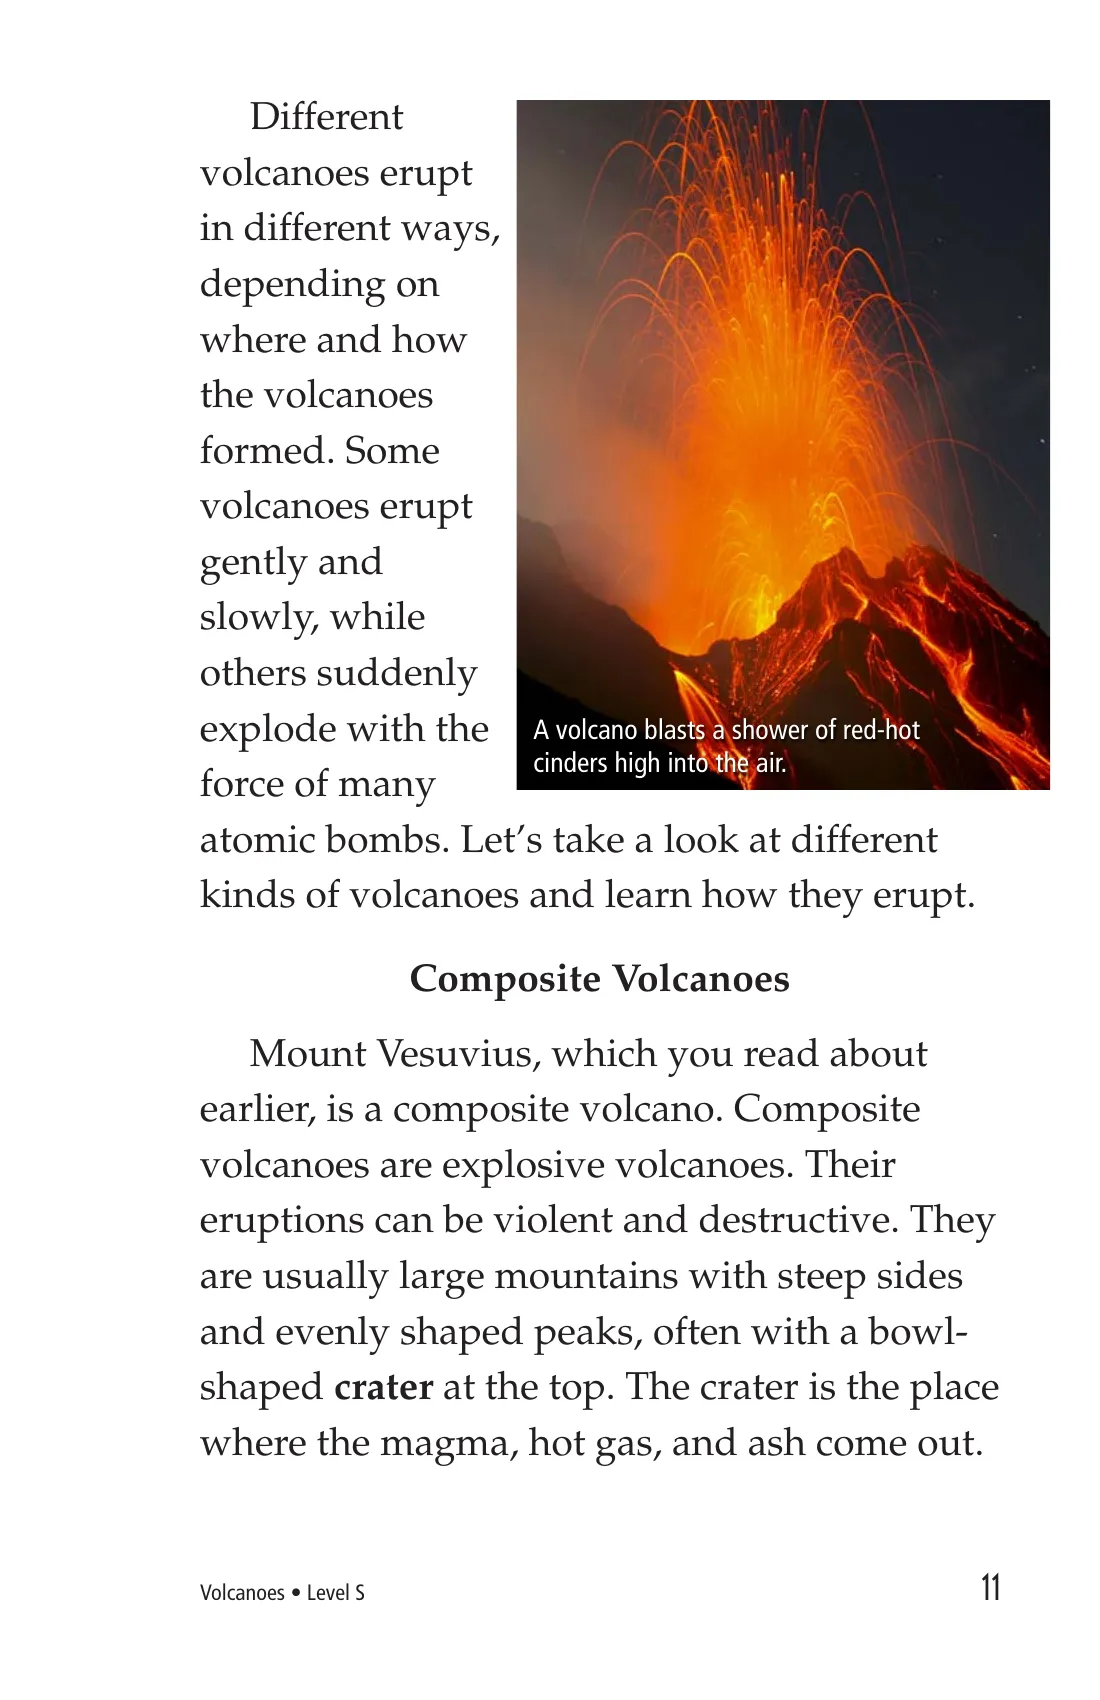 Different
volcanoes erupt
in different ways,
depending on
where and how
the volcanoes
formed. Some
volcanoes erupt
gently and
slowly, while
others suddenly
explode with the
force of many
atomic bombs. Let’s take a look at different
kinds of volcanoes and learn how they erupt.
A volcano blasts a shower of red-hot
cinders high into the air.
Composite Volcanoes
Mount Vesuvius, which you read about
earlier, is a composite volcano. Composite
volcanoes are explosive volcanoes. Their
eruptions can be violent and destructive. They
are usually large mountains with steep sides
and evenly shaped peaks, often with a bowl-
shaped crater at the top. The crater is the place
where the magma, hot gas, and ash come out.
Volcanoes • Level S
11